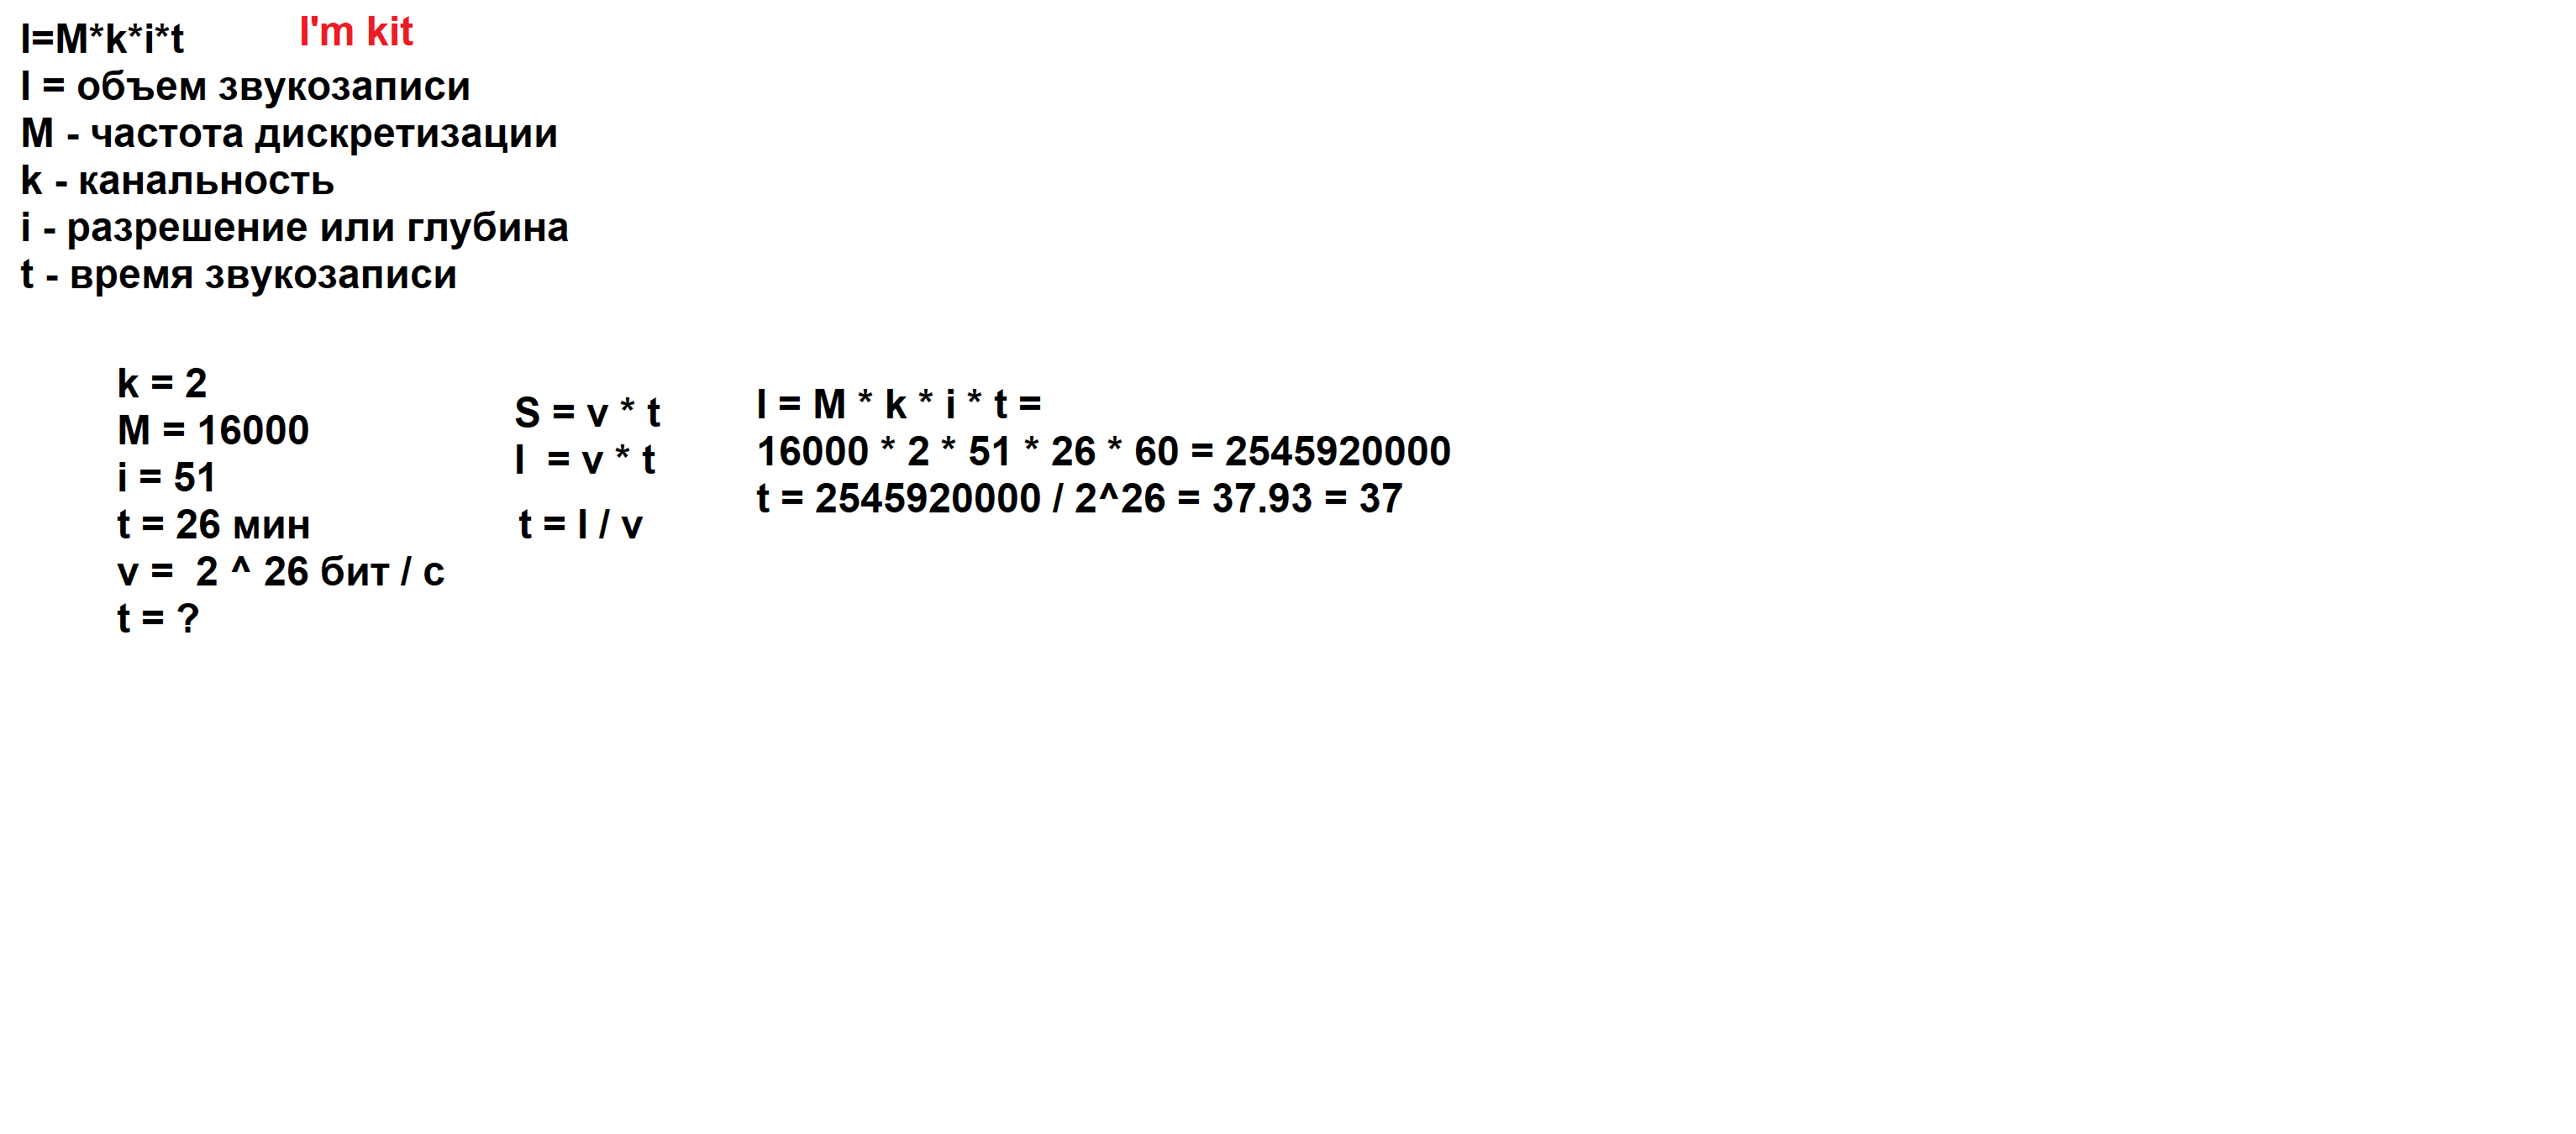 I=M*k*i*t
I'm kit
I = объем звукозаписи
M - частота дискретизации
k - канальность
i - разрешение или глубина
t - время звукозаписи
k = 2
M = 16000
i = 51
t = 26 мин
v =  2 ^ 26 бит / с
t = ?
S = v * t
I  = v * t
t = I / v
I = M * k * i * t =
16000 * 2 * 51 * 26 * 60 = 2545920000
t = 2545920000 / 2^26 = 37.93 = 37